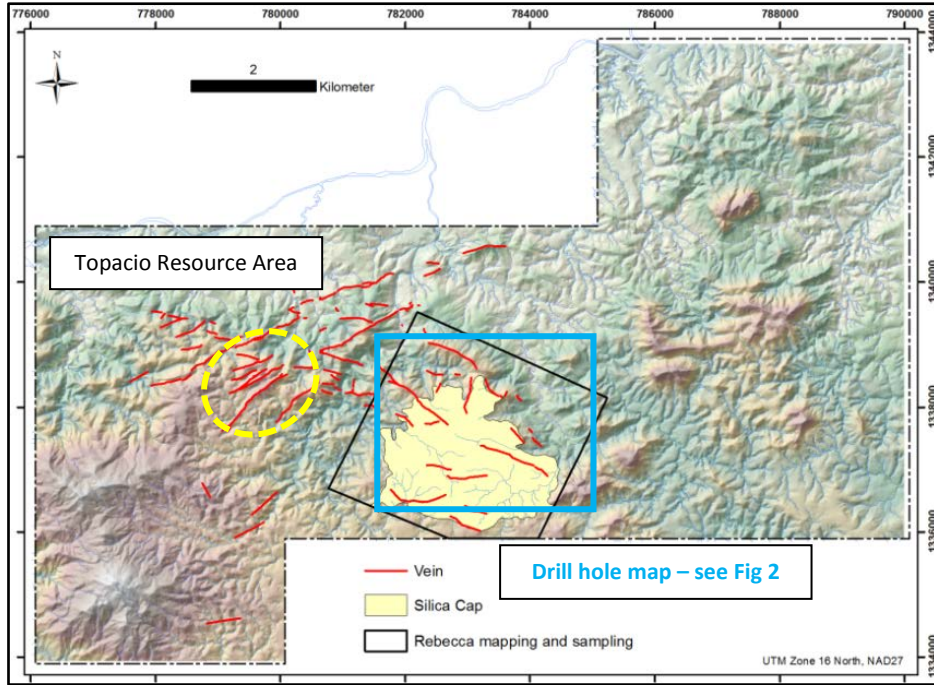 776000 778000 780000 782000 784000 786000 788000 790000
1344000
N
2
Kilometer
1342000
Topacio Resource Area
1340000
1338000
1336000
Drill hole map – see Fig 2
Vein
Silica Cap
Rebecca mapping and sampling
UTM Zone 16 North, NAD27
1334000